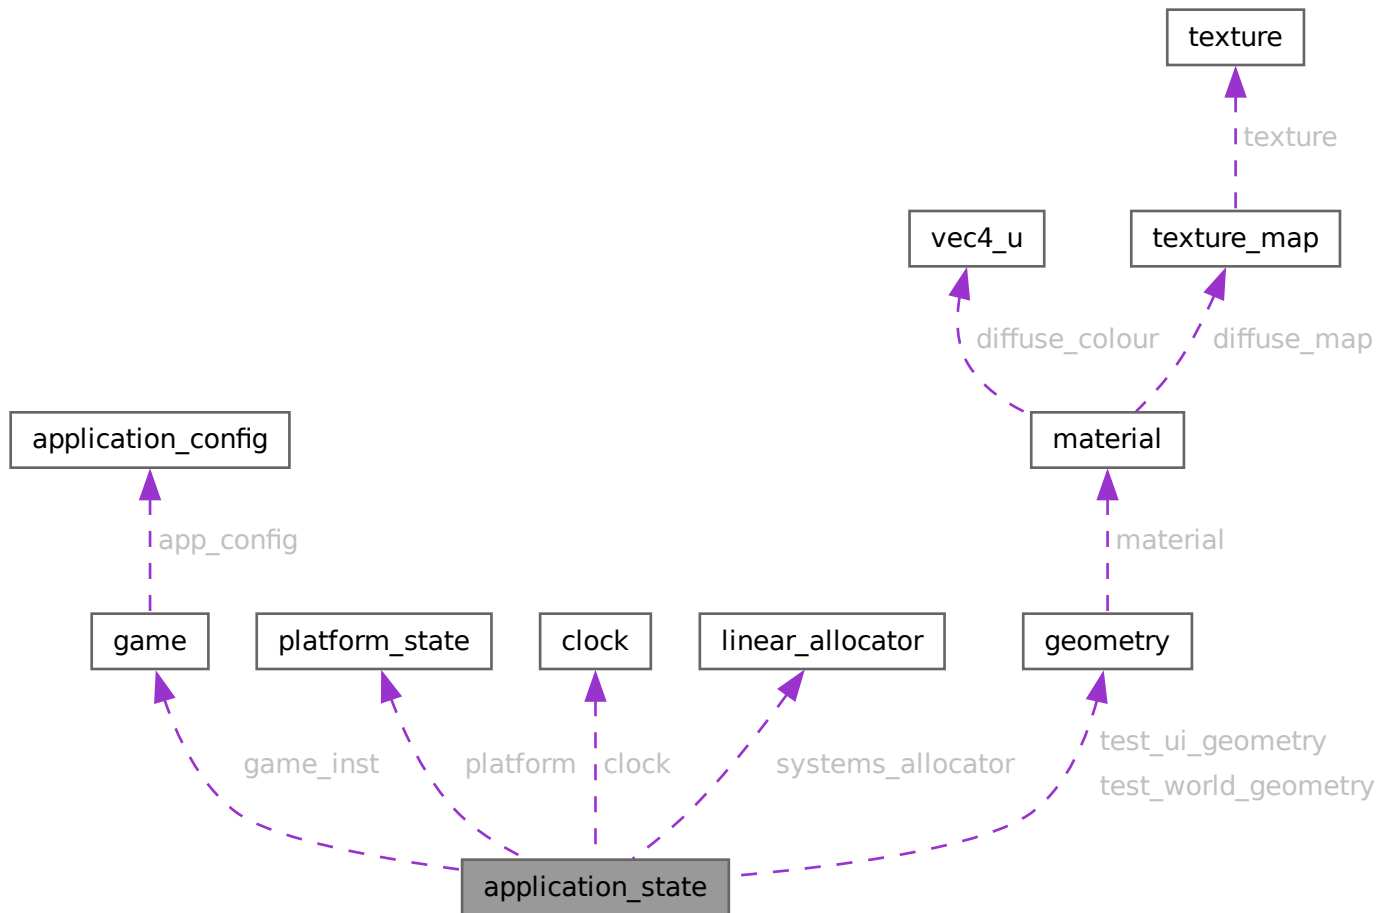 texture
texture
vec4_u
texture_map
diffuse_colour
diffuse_map
application_config
material
app_config
material
game
platform_state
clock
linear_allocator
geometry
game_inst
platform
clock
systems_allocator
test_ui_geometry
test_world_geometry
application_state